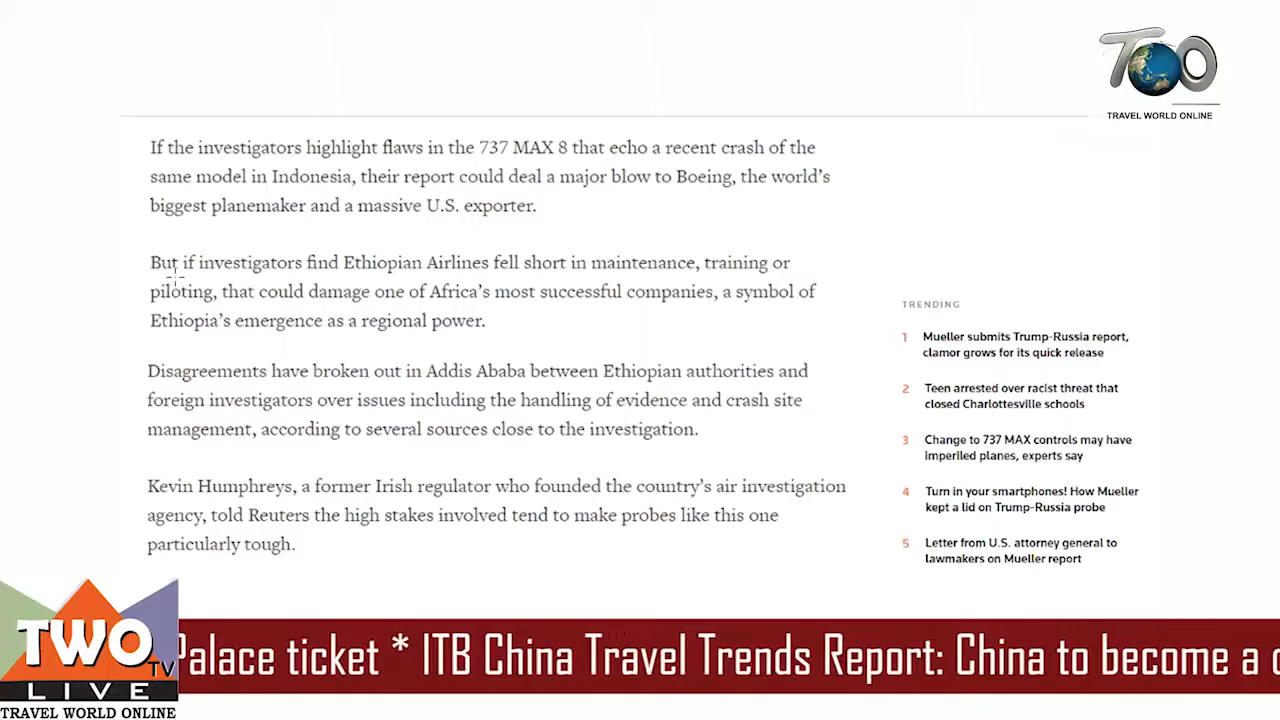 TOO
TRAVEL WORLD ONLINE
If the investigators highlight flaws in the 737 MAX 8 that echo a recent crash of the
same model in Indonesia, their report could deal a major blow to Boeing, the world's
biggest planemaker and a massive U.S. exporter.
But if investigators find Ethiopian Airlines fell short in maintenance, training or
piloting, that could damage one of Africa's most successful companies, a symbol of
Ethiopia's emergence as a regional power.
Disagreements have broken out in Addis Ababa between Ethiopian authorities and
foreign investigators over issues including the handling of evidence and crash site
management, according to several sources close to the investigation.
Kevin Humphreys, a former Irish regulator who founded the country's air investigation
agency, told Reuters the high stakes involved tend to make probes like this one
particularly tough.
TRENDING
1 Mueller submits Trump-Russia report,
clamor grows for its quick release
2 Teen arrested over racist threat that
closed Charlottesville schools
3 Change to 737 MAX controls may have
imperiled planes, experts say
4 Turn in your smartphones! How Mueller
kept a lid on Trump-Russia probe
5 Letter from U.S. attorney general to
lawmakers on Mueller report
TWO TV
LIVE
TRAVEL WORLD ONLINE
Palace ticket * ITB China Travel Trends Report: China to become a